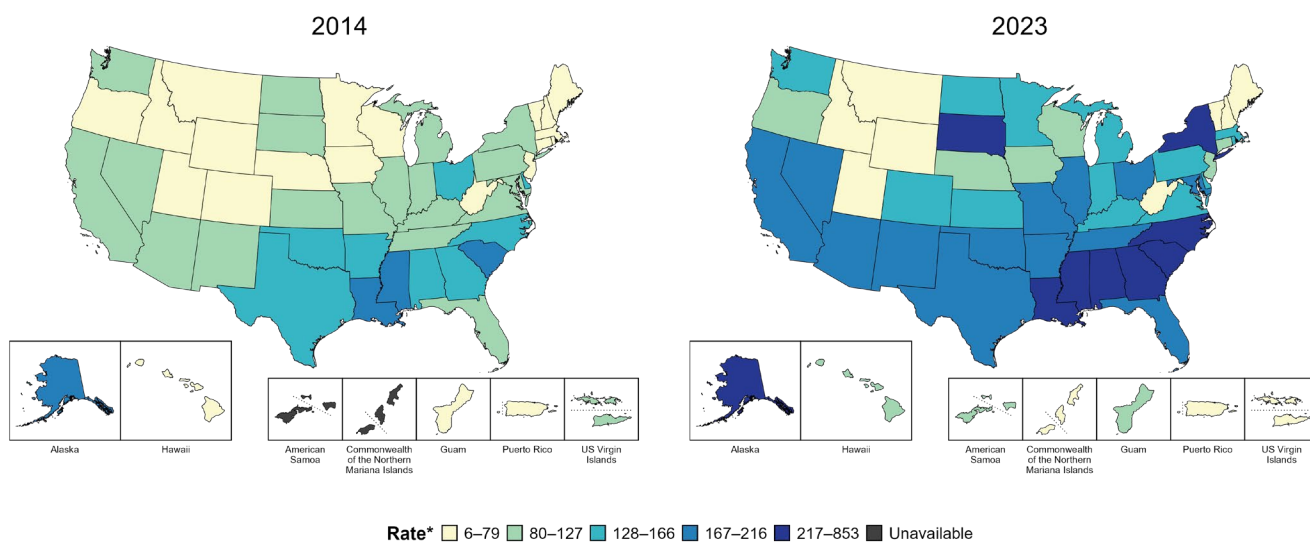 2014
2023
Alaska
Hawaii
American
Samoa
Commonwealth
of the Northern
Mariana Islands
Guam
Puerto Rico
US Virgin
Islands
Alaska
Hawaii
American
Samoa
Commonwealth
of the Northern
Mariana Islands
Guam
Puerto Rico
US Virgin
Islands
Rate* 6–79 80–127 128–166 167–216 217–853 Unavailable